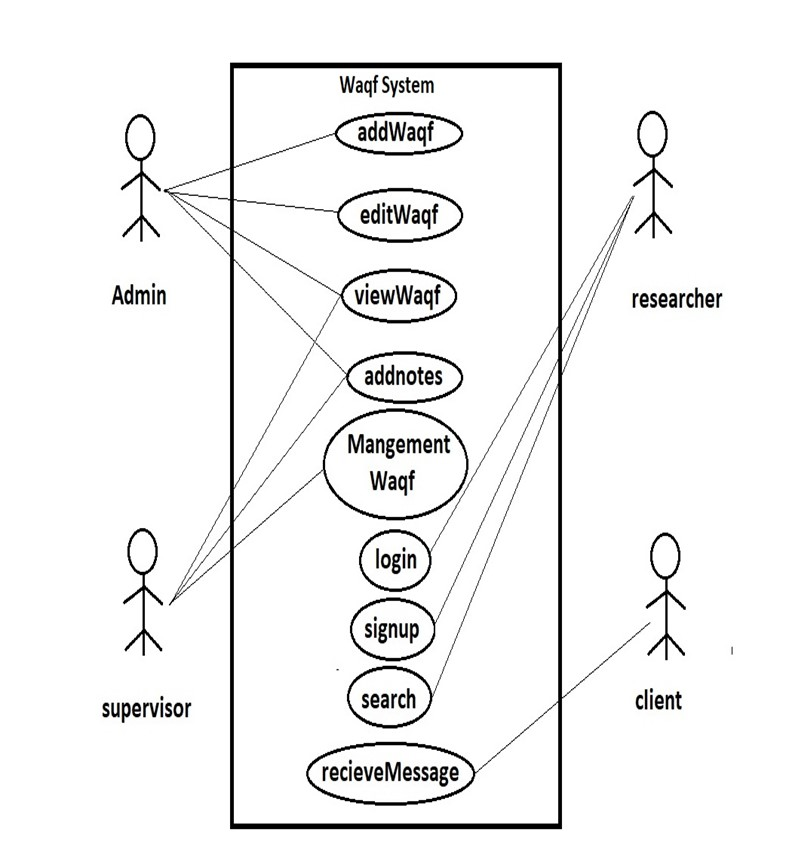 Waqf System
addWaqf
editWaqf
viewWaqf
addnotes
Mangement
Waqf
login
signup
search
recieveMessage
Admin
supervisor
researcher
client